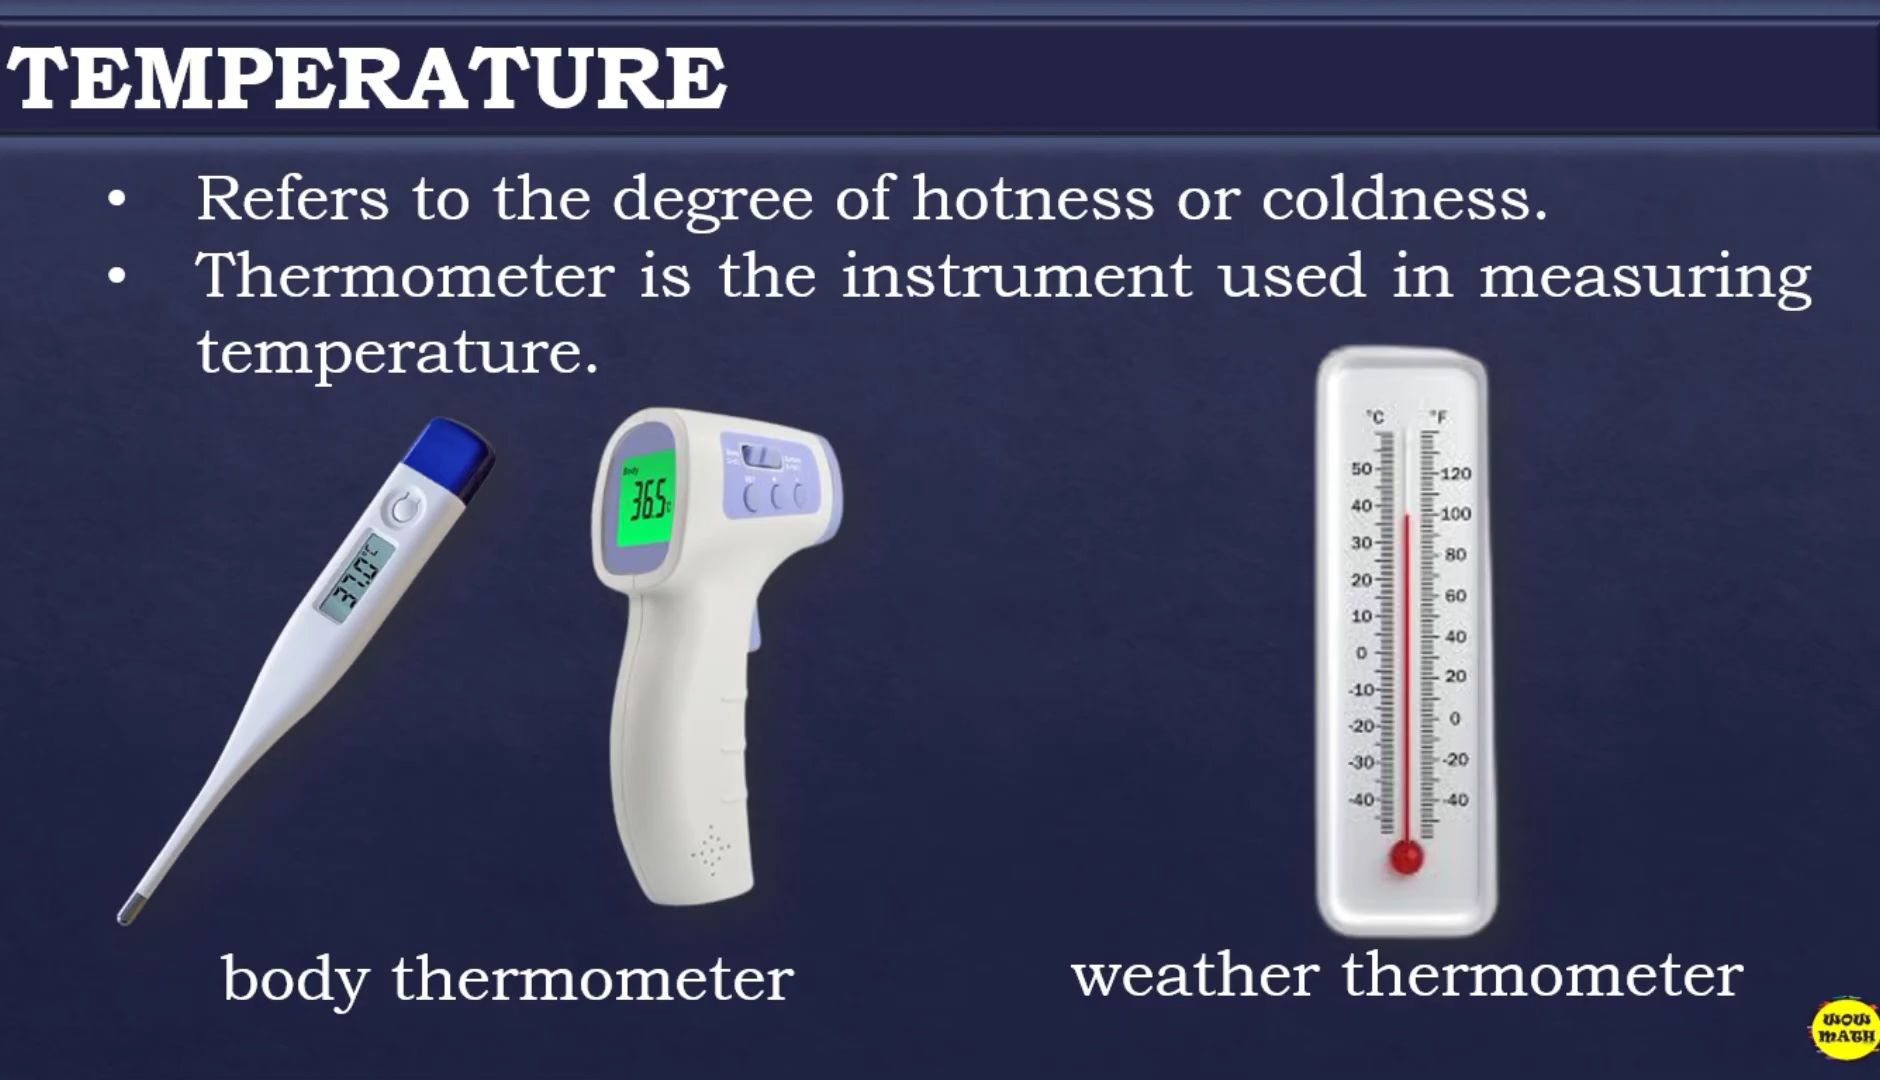 TEMPERATURE
• Refers to the degree of hotness or coldness.
• Thermometer is the instrument used in measuring
temperature.
37.0°C
Body
36.5
°C °F
50 120
40 100
30 80
20 60
10 40
0 20
-10 0
-20 -20
-30 -40
-40
body thermometer
weather thermometer
WOW
MATH